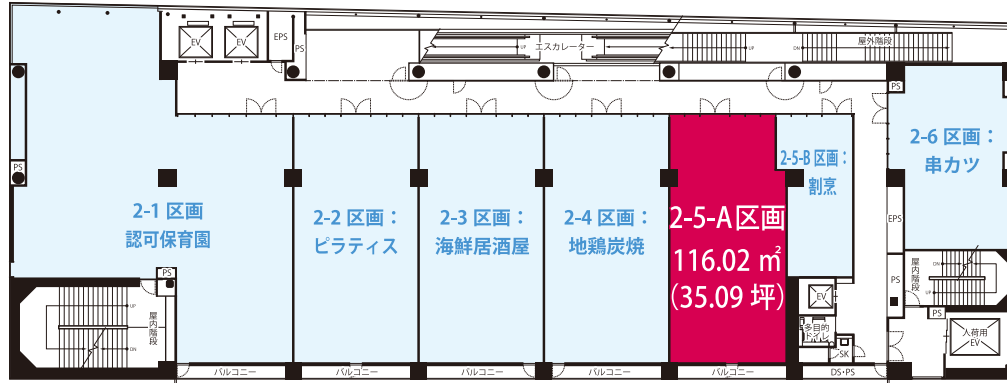 EV
EV
EPS
PS
UP
エスカレーター
UP
DN
屋外階段
PS
PS
2-1 区画
認可保育園
2-2 区画：
ピラティス
2-3 区画：
海鮮居酒屋
2-4 区画：
地鶏炭焼
2-5-A区画
116.02 ㎡
(35.09 坪)
2-5-B 区画：
割烹
2-6 区画：
串カツ
EPS
PS
屋内階段
DN
UP
PS
UP
DN
屋内階段
EV
多目的
トイレ
SK
PS
PS
人荷用
EV
バルコニー
バルコニー
バルコニー
バルコニー
バルコニー
DS・PS